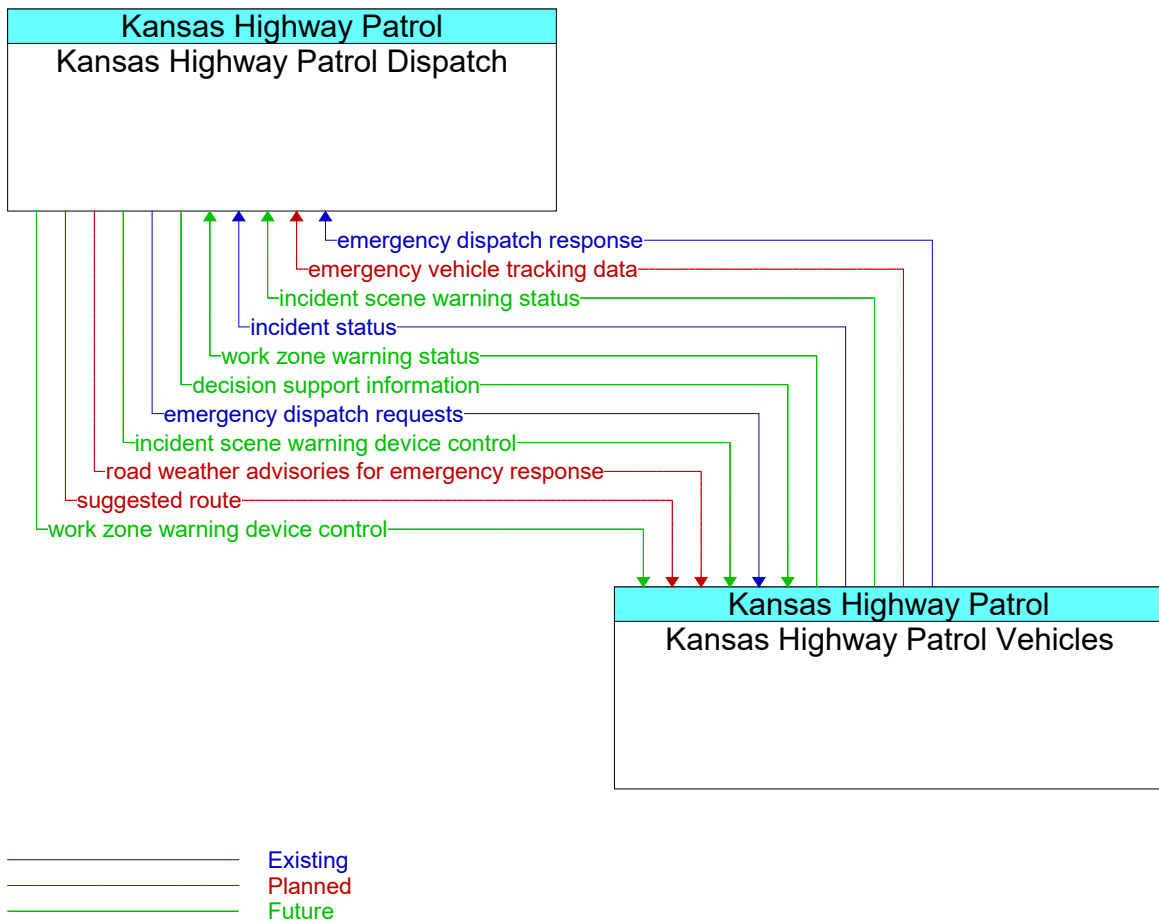 Kansas Highway Patrol
Kansas Highway Patrol Dispatch
emergency dispatch response
emergency vehicle tracking data
incident scene warning status
incident status
work zone warning status
decision support information
emergency dispatch requests
incident scene warning device control
road weather advisories for emergency response
suggested route
work zone warning device control
Kansas Highway Patrol
Kansas Highway Patrol Vehicles
Existing
Planned
Future